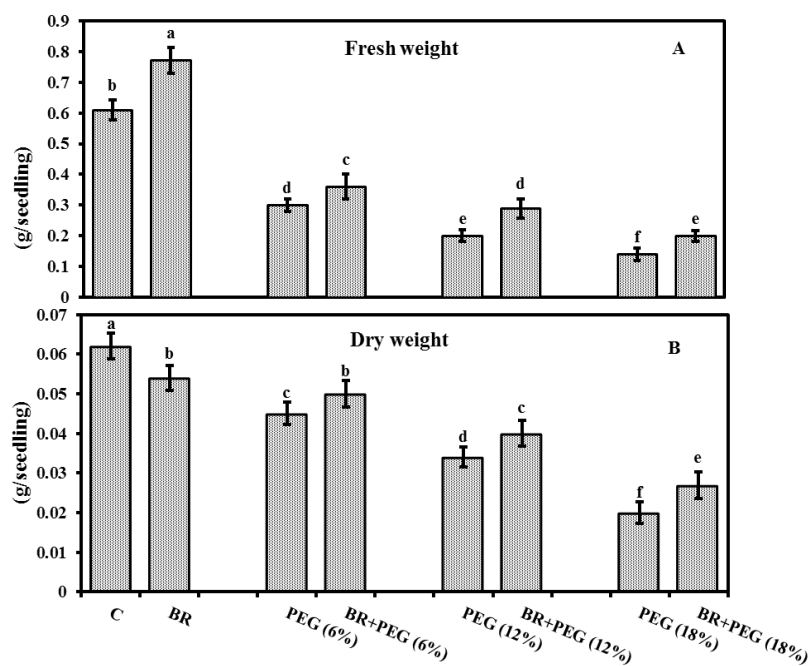 0.9
a
Fresh weight
A
0.8
0.7
b
0.6
0.5
(g/seedling)
c
0.4
d
d
0.3
e
e
0.2
f
0.1
0
0.07
a
Dry weight
B
0.06
b
b
0.05
c
c
0.04
d
(g/seedling)
0.03
e
f
0.02
0.01
0
C
BR
PEG (6%)
BR+PEG (6%)
PEG (12%)
BR+PEG (12%)
PEG (18%)
BR+PEG (18%)